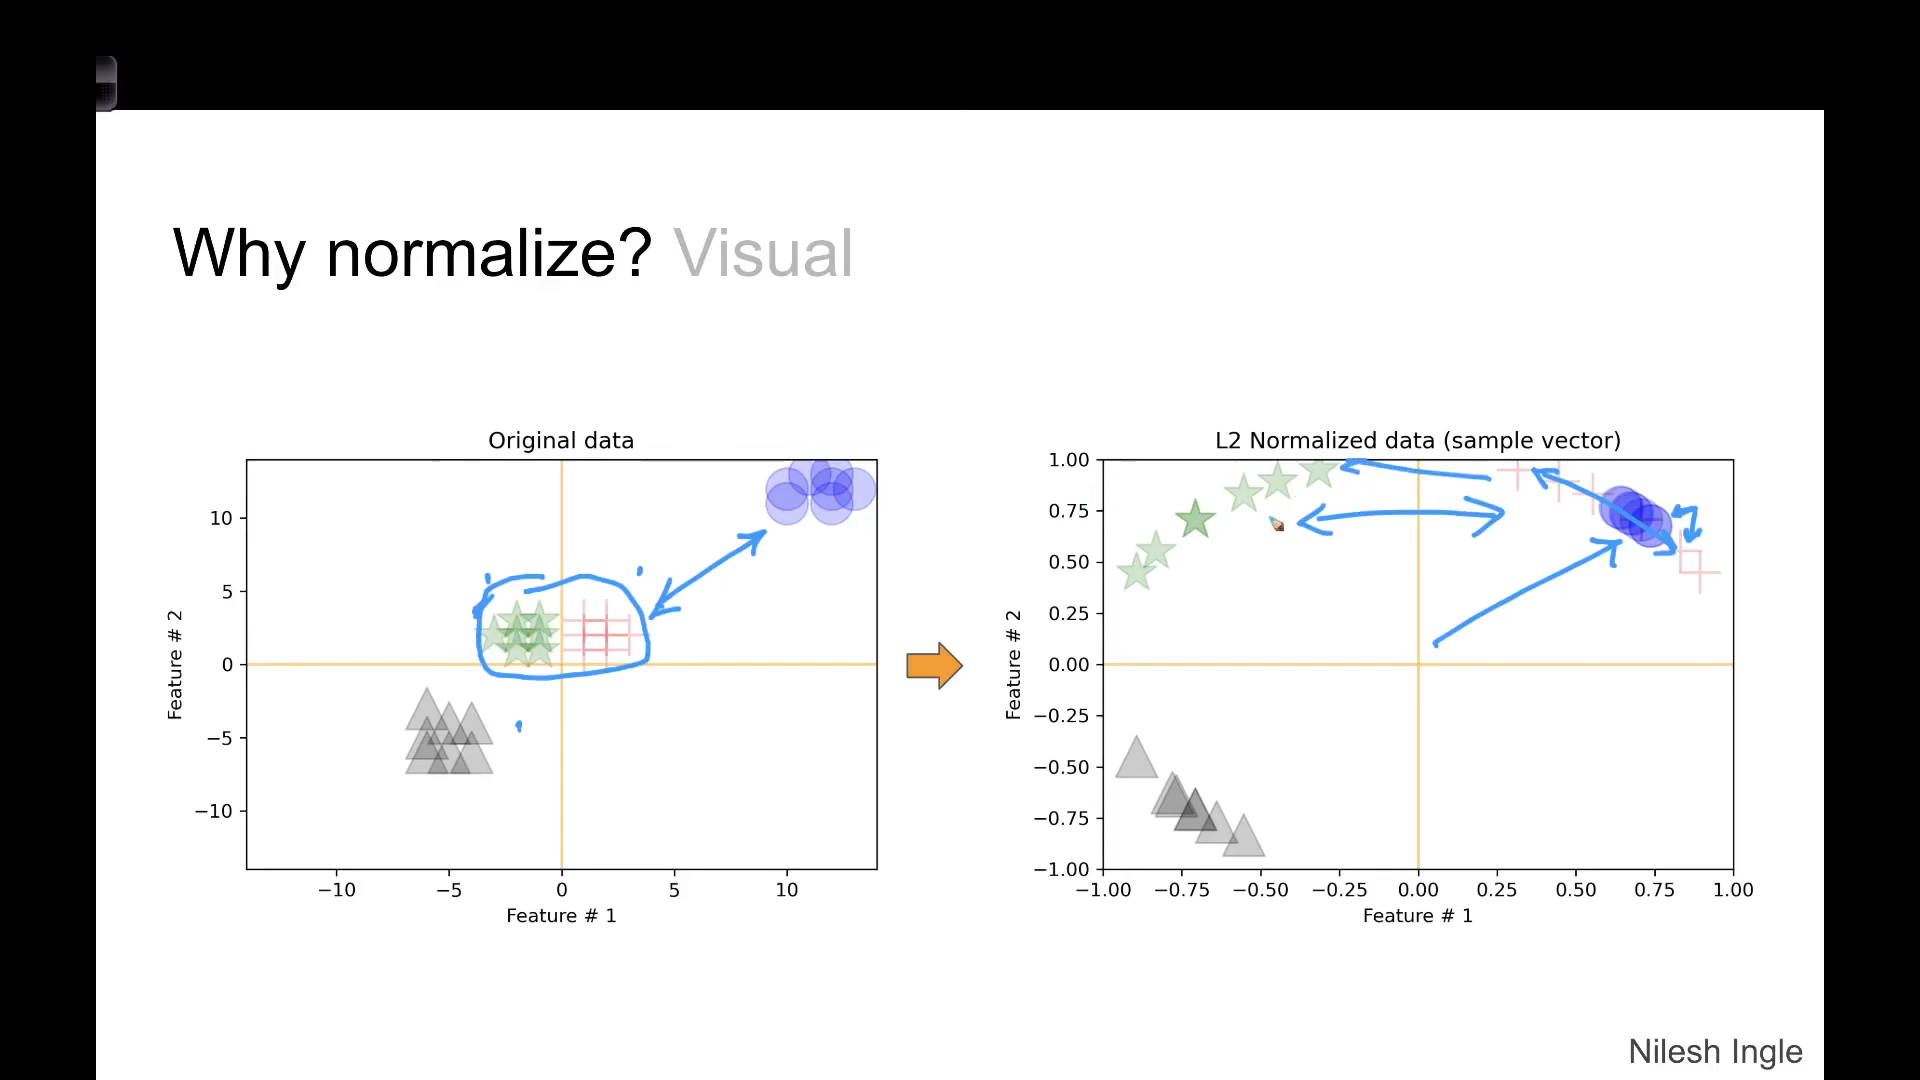 Why normalize? Visual
Original data
10
5
0
−5
−10
−10 −5 0 5 10
Feature # 1
Feature # 2
L2 Normalized data (sample vector)
1.00
0.75
0.50
0.25
0.00
−0.25
−0.50
−0.75
−1.00
−1.00 −0.75 −0.50 −0.25 0.00 0.25 0.50 0.75 1.00
Feature # 1
Feature # 2
Nilesh Ingle